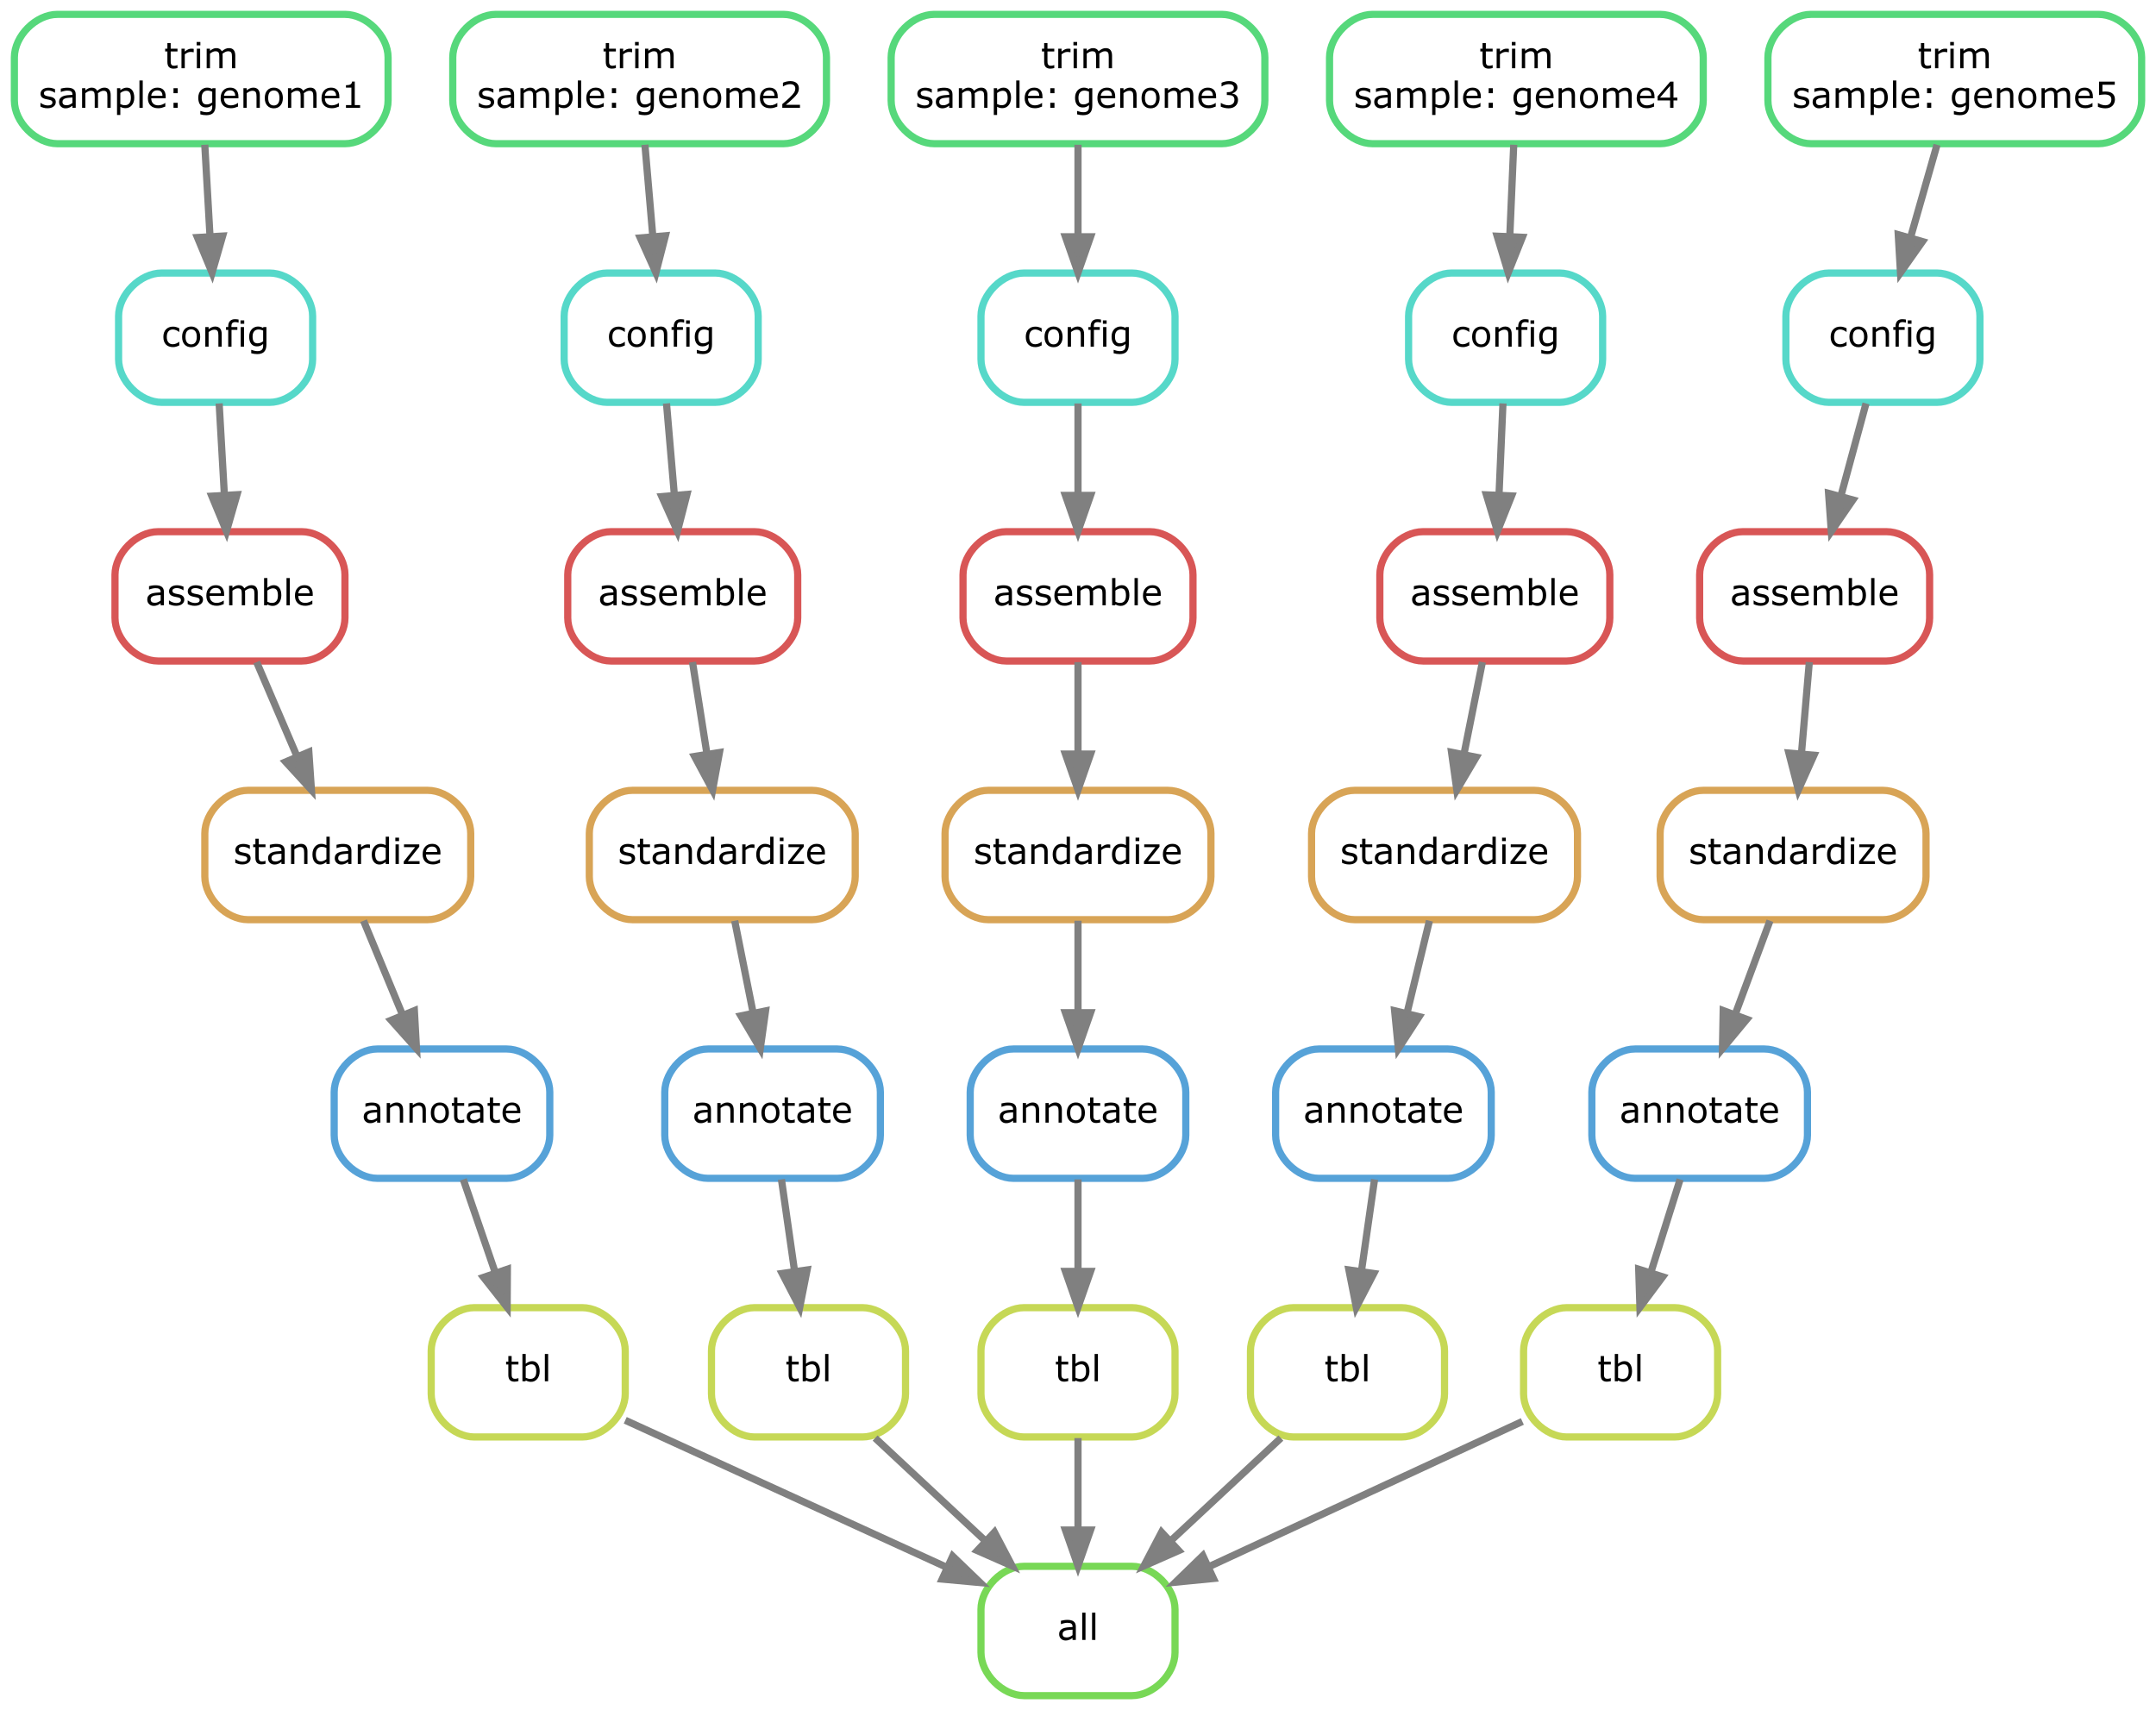 trim
sample: genome1
trim
sample: genome2
trim
sample: genome3
trim
sample: genome4
trim
sample: genome5
config
config
config
config
config
assemble
assemble
assemble
assemble
assemble
standardize
standardize
standardize
standardize
standardize
annotate
annotate
annotate
annotate
annotate
tbl
tbl
tbl
tbl
tbl
all